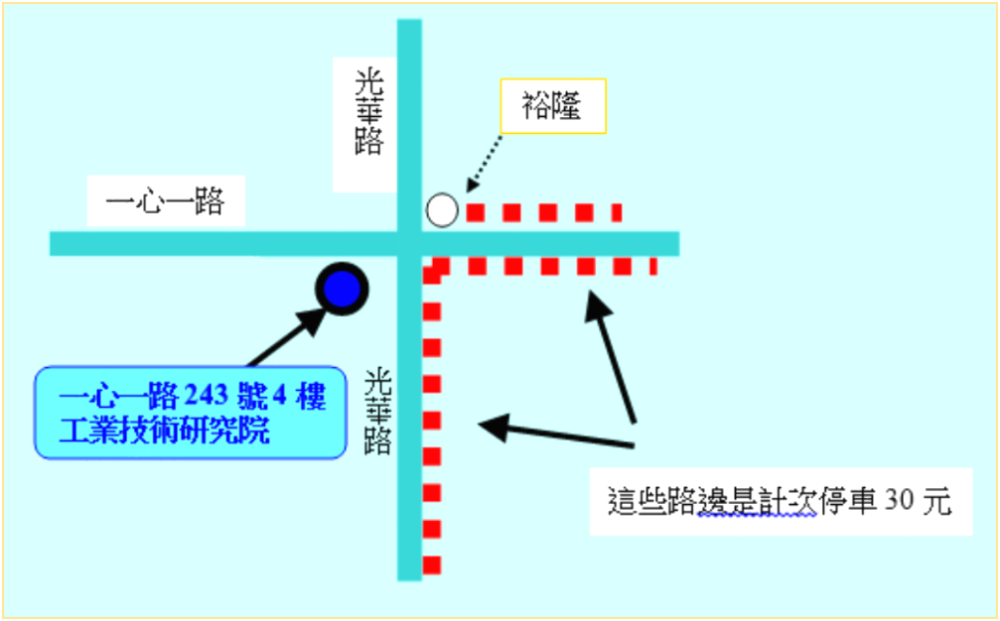 光華路
裕隆
一心一路
一心一路 243 號 4 樓
工業技術研究院
光華路
這些路邊是計次停車 30 元